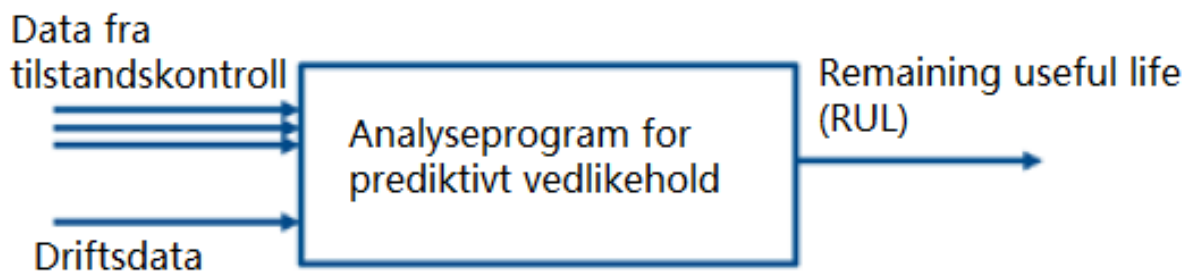 Data fra
tilstandskontroll
Analyseprogram for
prediktivt vedlikehold
Remaining useful life
(RUL)
Driftsdata